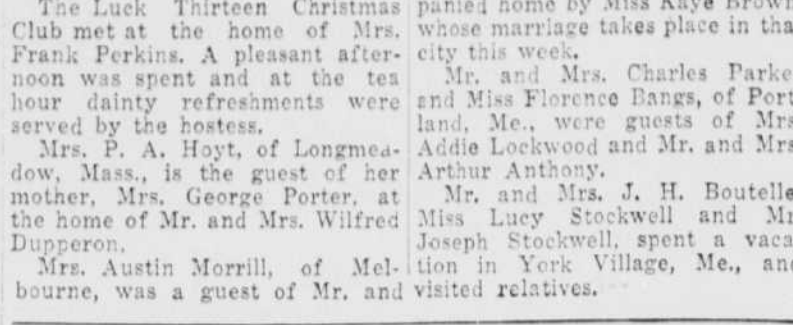 The Luck Thirteen Christmas
Club met at the home of Mrs.
Frank Perkins. A pleasant after-
noon was spent and at the tea
hour dainty refreshments were
served by the hostess.
Mrs. P. A. Hoyt, of Longmea-
dow, Mass., is the guest of her
mother, Mrs. George Porter, at
the home of Mr. and Mrs. Wilfred
Dupperon.
Mrs. Austin Morrill, of Mel-
bourne, was a guest of Mr. and
panied home by Miss Kaye Brown
whose marriage takes place in tha
city this week.
Mr. and Mrs. Charles Parke
and Miss Florence Bangs, of Port
land, Me., were guests of Mrs
Addie Lockwood and Mr. and Mrs
Arthur Anthony.
Mr. and Mrs. J. H. Boutelle
Miss Lucy Stockwell and Mr
Joseph Stockwell, spent a vaca
tion in York Village, Me., and
visited relatives.